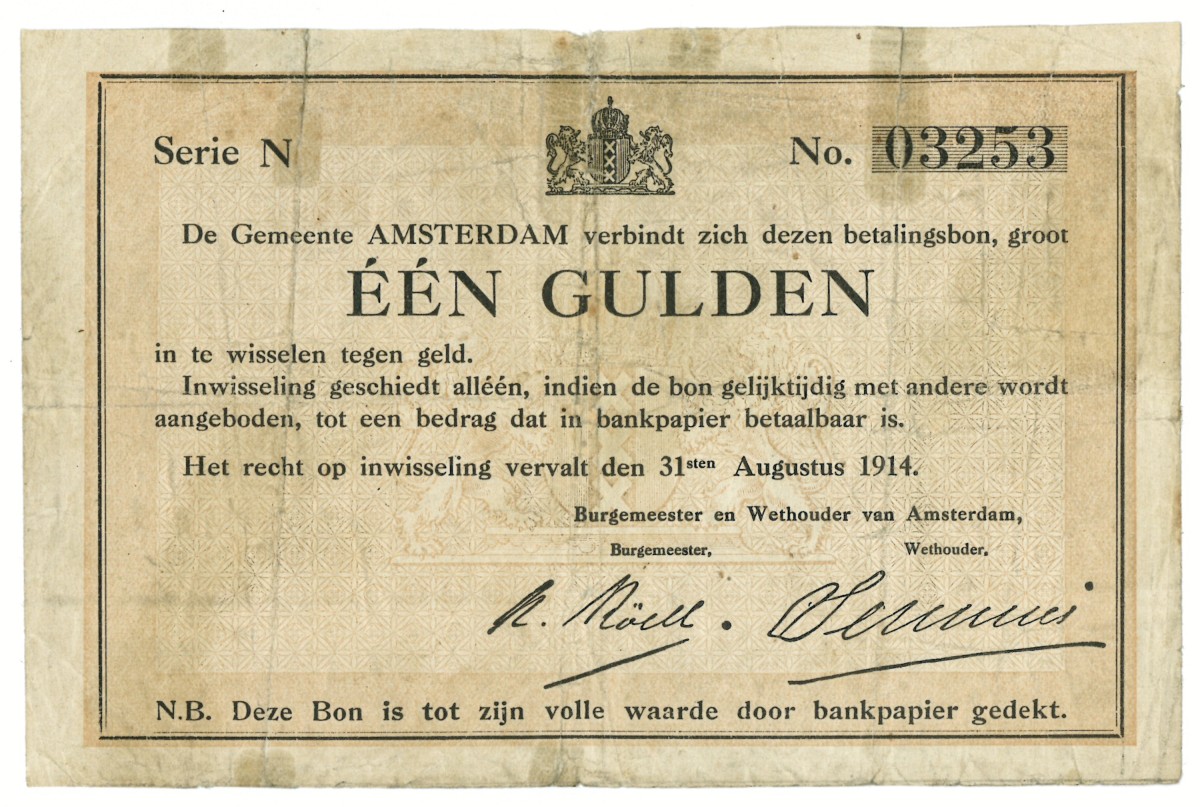 Serie N No. 03253
De Gemeente AMSTERDAM verbindt zich dezen betalingsbon, groot
ÉÉN GULDEN
in te wisselen tegen geld.
Inwisseling geschiedt alléén, indien de bon gelijktijdig met andere wordt
aangeboden, tot een bedrag dat in bankpapier betaalbaar is.
Het recht op inwisseling vervalt den 31sten Augustus 1914.
Burgemeester en Wethouder van Amsterdam,
Burgemeester, Wethouder.
Röell
N.B. Deze Bon is tot zijn volle waarde door bankpapier gedekt.